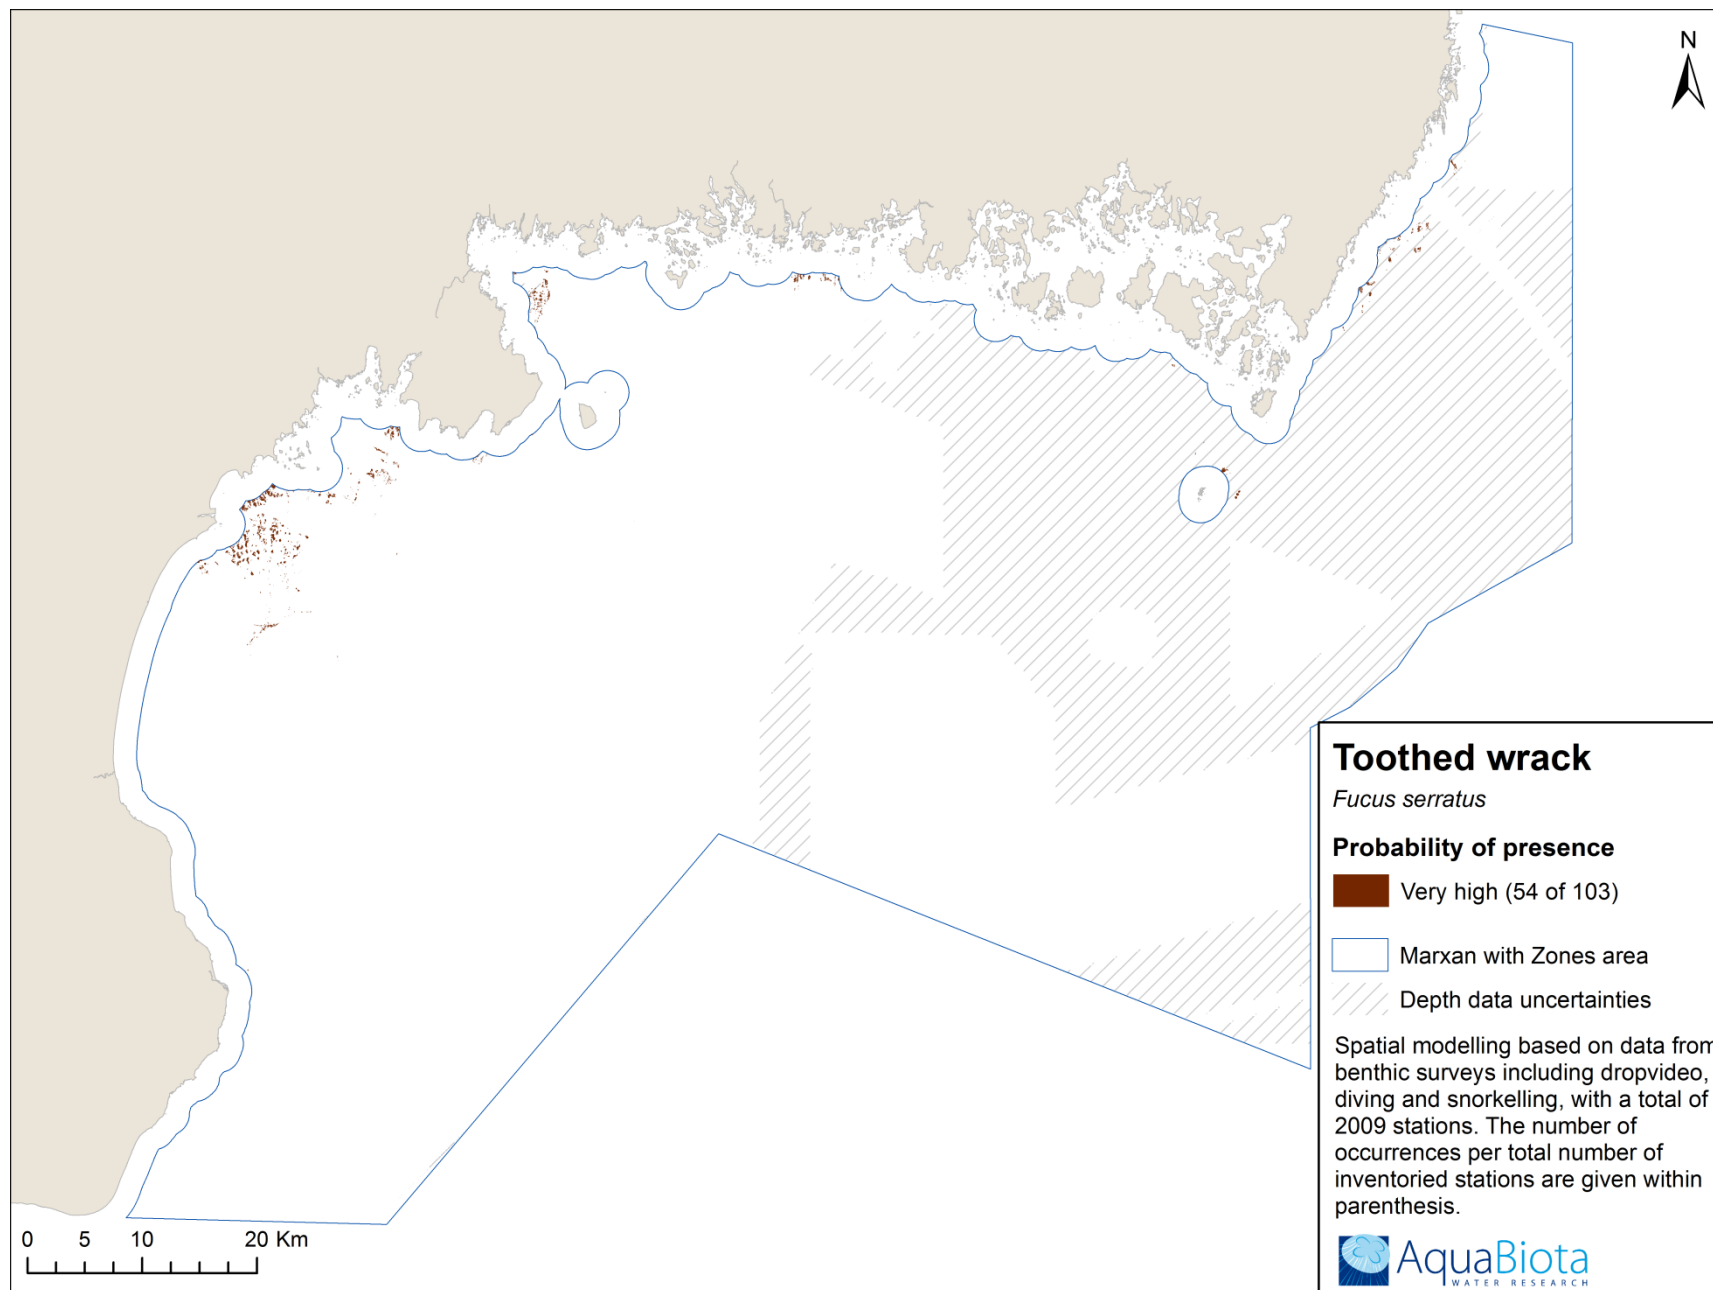 N
Toothed wrack
Fucus serratus
Probability of presence
Very high (54 of 103)
Marxan with Zones area
Depth data uncertainties
Spatial modelling based on data from
benthic surveys including dropvideo,
diving and snorkelling, with a total of
2009 stations. The number of
occurrences per total number of
inventoried stations are given within
parenthesis.
AquaBiota
WATER RESEARCH
0 5 10 20 Km